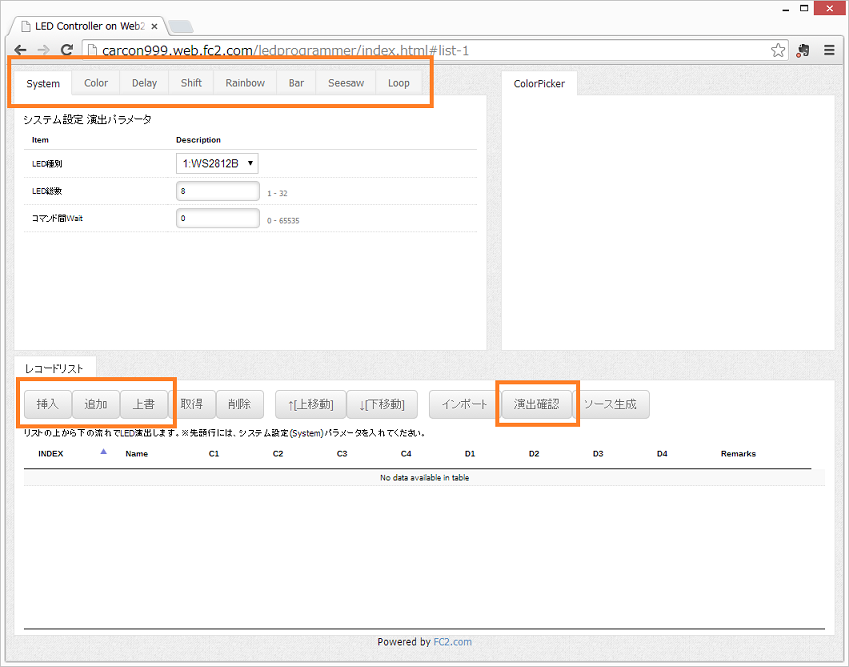 LED Controller on Web2
carcon999.web.fc2.com/ledprogrammer/index.html#list-1
System Color Delay Shift Rainbow Bar Seesaw Loop
ColorPicker
システム設定 演出パラメータ
Item Description
LED種別 1:WS2812B
LED総数 8 1 - 32
コマンド間Wait 0 0 - 65535
レコードリスト
挿入 追加 上書 取得 削除 ↑[上移動] ↓[下移動] インポート 演出確認 ソース生成
リストの上から下の流れでLED演出します。※先頭行には、システム設定(System)パラメータを入れてください。
INDEX Name C1 C2 C3 C4 D1 D2 D3 D4 Remarks
No data available in table
Powered by FC2.com